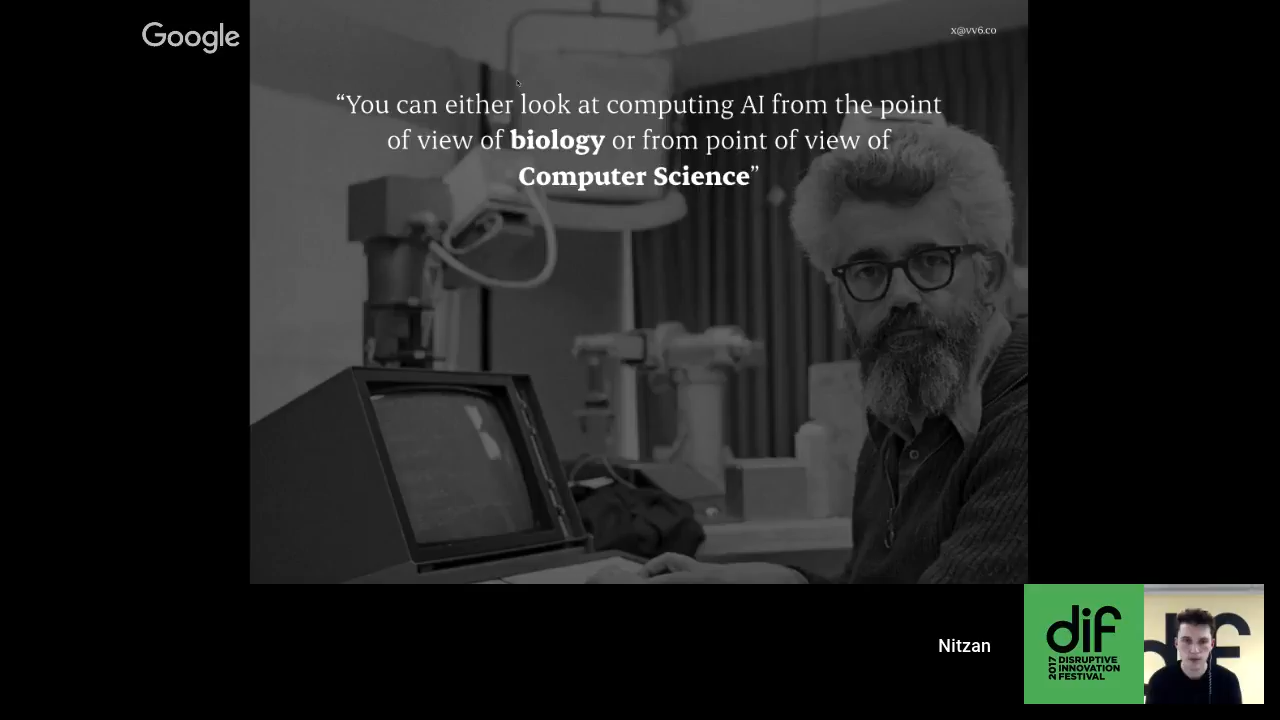 Google
x@vv6.co
“You can either look at computing AI from the point
of view of biology or from point of view of
Computer Science”
Nitzan
dif
2017 DISRUPTIVE
INNOVATION
FESTIVAL